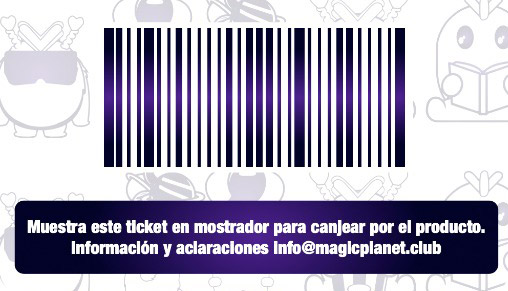 Muestra este ticket en mostrador para canjear por el producto.
Información y aclaraciones info@magicplanet.club